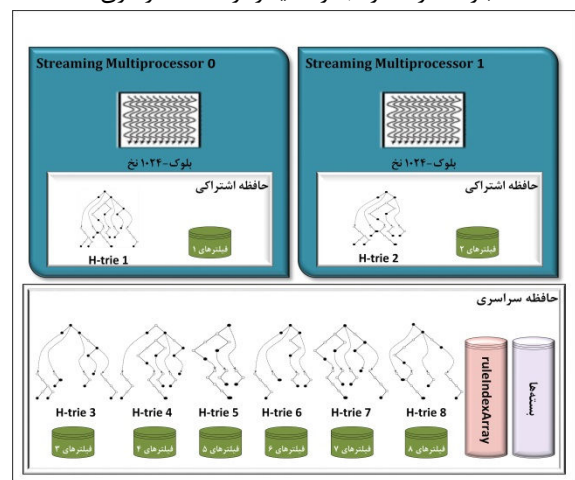 Streaming Multiprocessor 0
Streaming Multiprocessor 1
بلوک-۱۰۲۴ نخ
بلوک-۱۰۲۴ نخ
حافظه اشتراکی
حافظه اشتراکی
H-trie 1
فیلترهای ۱
H-trie 2
فیلترهای ۲
حافظه سراسری
H-trie 3
H-trie 4
H-trie 5
H-trie 6
H-trie 7
H-trie 8
فیلترهای ۳
فیلترهای ۴
فیلترهای ۵
فیلترهای ۶
فیلترهای ۷
فیلترهای ۸
ruleIndexArray
بسته‌ها